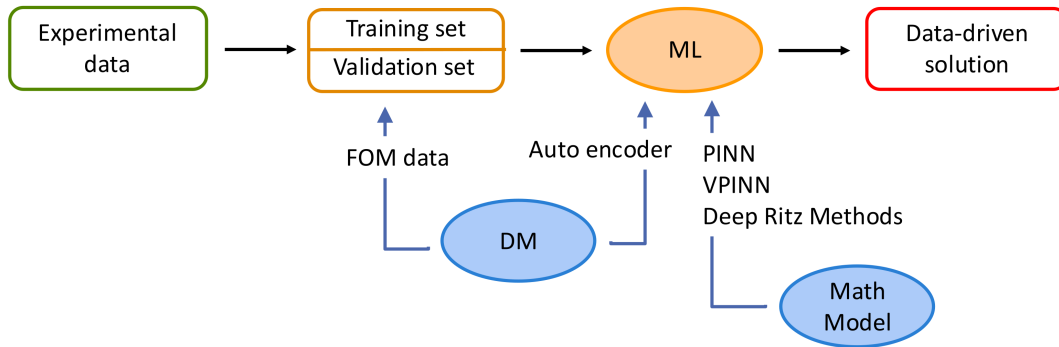 Experimental
data
Training set
Validation set
ML
Data-driven
solution
FOM data
Auto encoder
PINN
VPINN
Deep Ritz Methods
DM
Math
Model